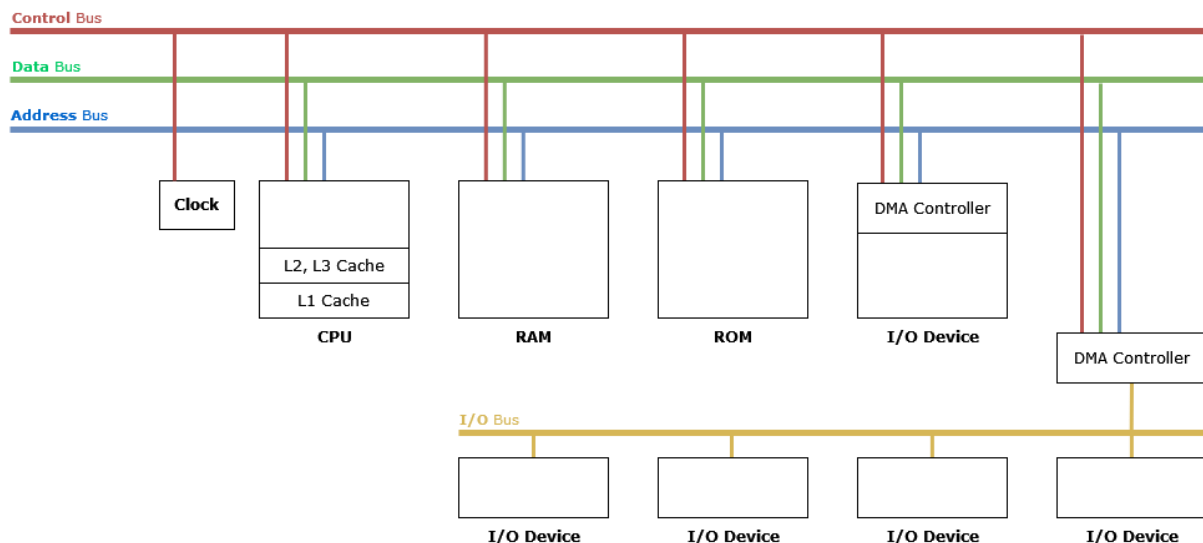 Control Bus
Data Bus
Address Bus
Clock
L2, L3 Cache
L1 Cache
CPU
RAM
ROM
DMA Controller
I/O Device
DMA Controller
I/O Bus
I/O Device
I/O Device
I/O Device
I/O Device